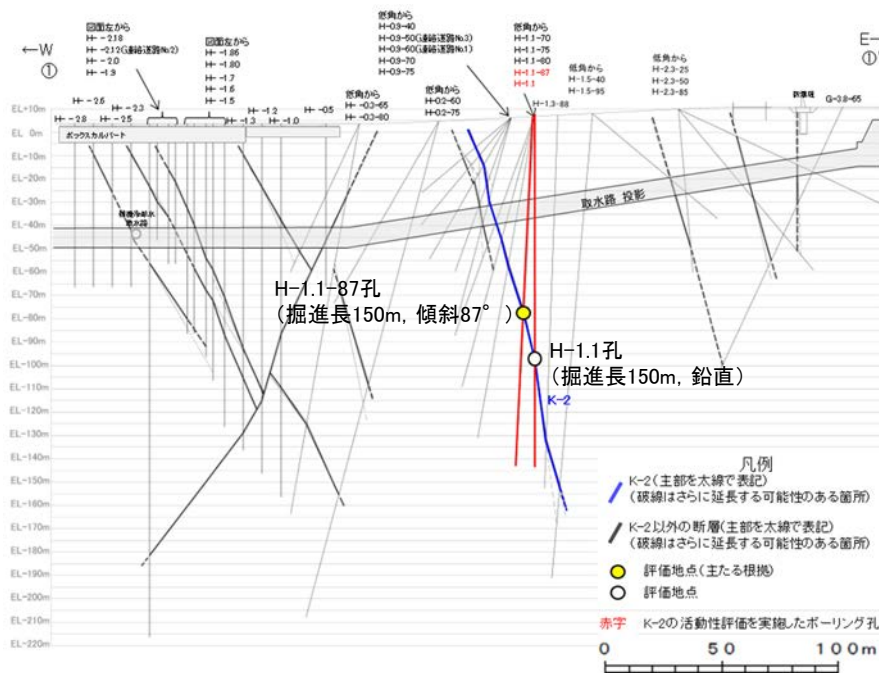 ←W
①
図面左から
H- -2.18
H- -2.12(連絡道路No.2)
H- -2.0
H- -1.9
図面左から
H- -1.86
H- -1.80
H- -1.7
H- -1.6
H- -1.5
低角から
H-0.9-40
H-0.9-50(連絡道路No.3)
H-0.9-60(連絡道路No.1)
H-0.9-70
H-0.9-75
低角から
H-1.1-70
H-1.1-75
H-1.1-80
H-1.1-87
H-1.1
低角から
H-1.5-40
H-1.5-95
低角から
H-2.3-25
H-2.3-50
H-2.3-85
E→
①'
H- -2.6
H- -2.3
H- -2.8
H- -2.5
H- -1.3
H- -1.2
H- -1.0
H- -0.5
低角から
H- -0.3-65
H- -0.3-80
低角から
H-0.2-60
H-0.2-75
H-1.3-88
防潮堤
G-3.8-65
ボックスカルバート
取水路 投影
EL+10m
EL 0m
EL-10m
EL-20m
EL-30m
EL-40m
EL-50m
EL-60m
EL-70m
EL-80m
EL-90m
EL-100m
EL-110m
EL-120m
EL-130m
EL-140m
EL-150m
EL-160m
EL-170m
EL-180m
EL-190m
EL-200m
EL-210m
EL-220m
H-1.1-87孔
(掘進長150m, 傾斜87°)
H-1.1孔
(掘進長150m, 鉛直)
K-2
凡例
K-2(主部を太線で表記)
(破線はさらに延長する可能性のある箇所)
K-2以外の断層(主部を太線で表記)
(破線はさらに延長する可能性のある箇所)
評価地点(主たる根拠)
評価地点
赤字 K-2の活動性評価を実施したボーリング孔
0 50 100m